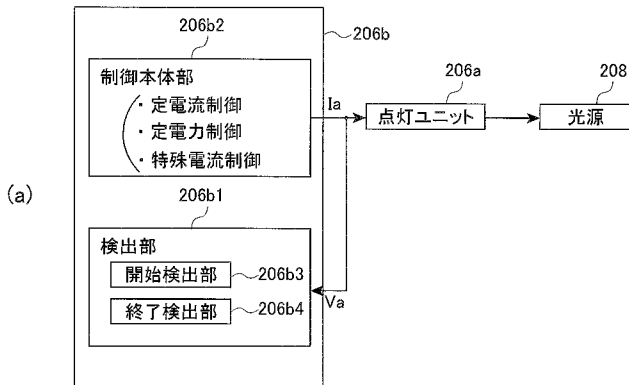 206b2
206b
制御本体部
・定電流制御
・定電力制御
・特殊電流制御
Ia
206a
点灯ユニット
208
光源
(a)
206b1
検出部
開始検出部
206b3
終了検出部
206b4
Va